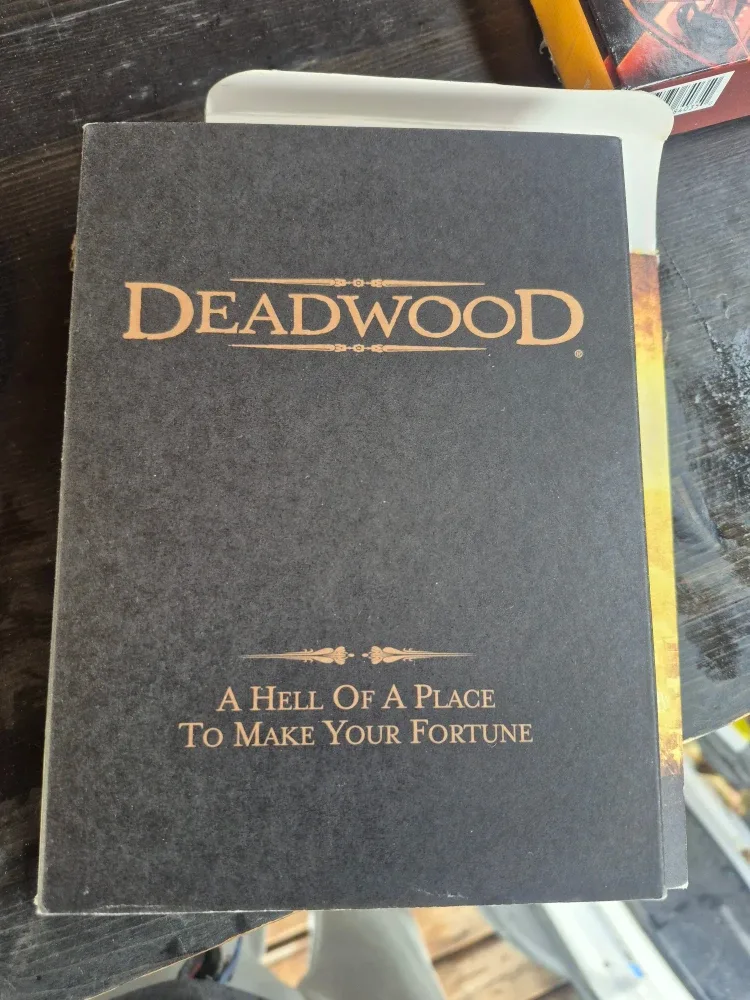 DEADWOOD®
A HELL OF A PLACE
TO MAKE YOUR FORTUNE